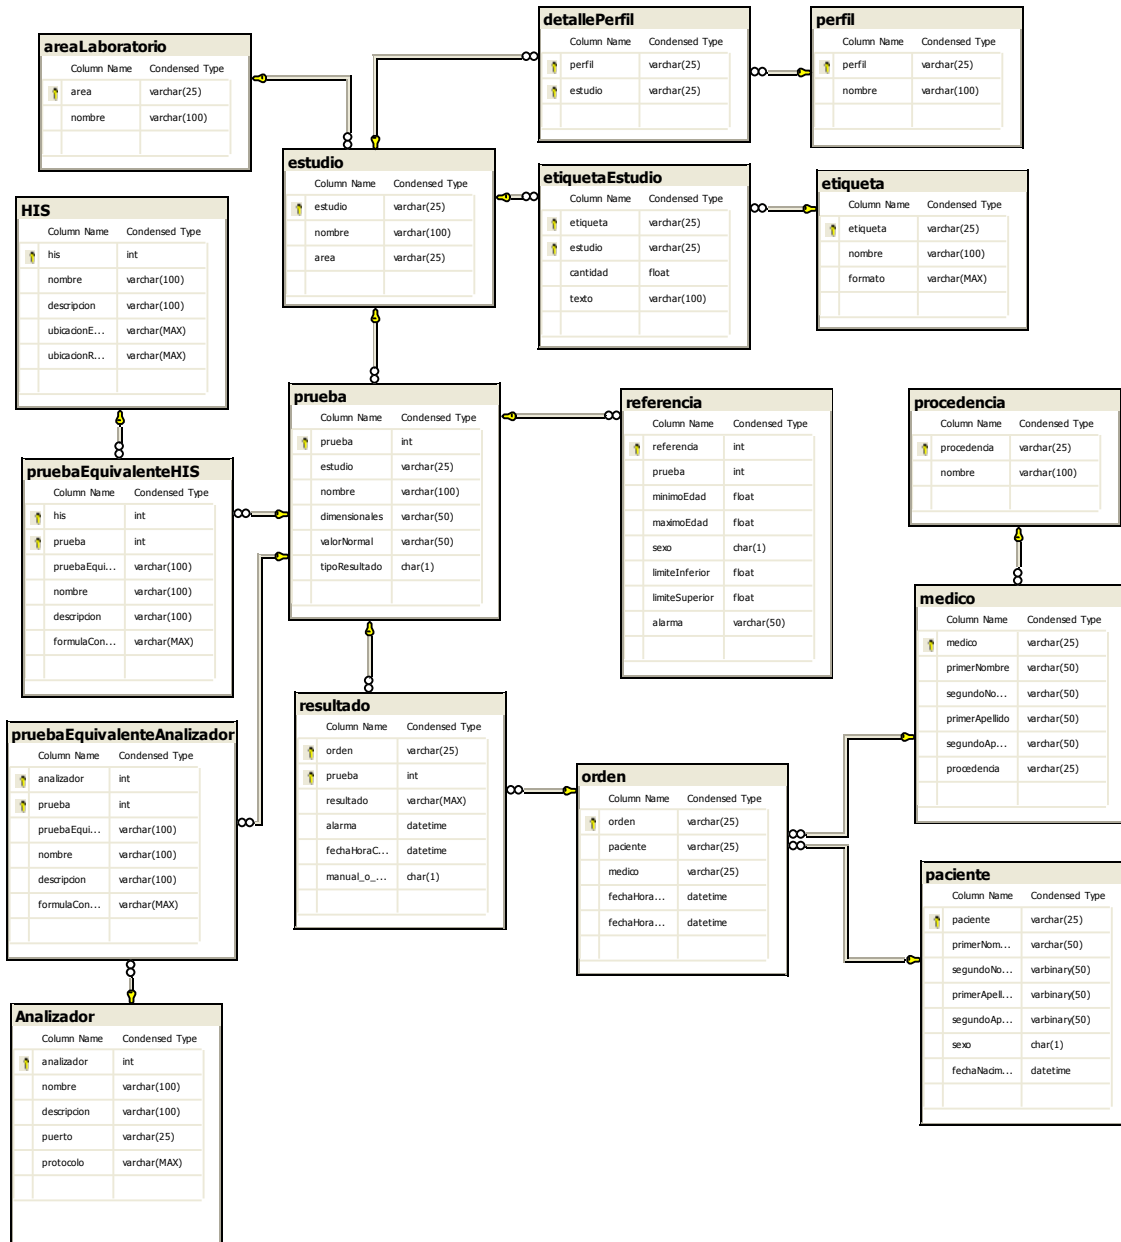 areaLaboratorio
Column Name Condensed Type
area varchar(25)
nombre varchar(100)
detallePerfil
Column Name Condensed Type
perfil varchar(25)
estudio varchar(25)
perfil
Column Name Condensed Type
perfil varchar(25)
nombre varchar(100)
estudio
Column Name Condensed Type
estudio varchar(25)
nombre varchar(100)
area varchar(25)
etiquetaEstudio
Column Name Condensed Type
etiqueta varchar(25)
estudio varchar(25)
cantidad float
texto varchar(100)
etiqueta
Column Name Condensed Type
etiqueta varchar(25)
nombre varchar(100)
formato varchar(MAX)
HIS
Column Name Condensed Type
his int
nombre varchar(100)
descripcion varchar(100)
ubicacionE... varchar(MAX)
ubicacionR... varchar(MAX)
prueba
Column Name Condensed Type
prueba int
estudio varchar(25)
nombre varchar(100)
dimensionales varchar(50)
valorNormal varchar(50)
tipoResultado char(1)
referencia
Column Name Condensed Type
referencia int
prueba int
minimoEdad float
maximoEdad float
sexo char(1)
limiteInferior float
limiteSuperior float
alarma varchar(50)
procedencia
Column Name Condensed Type
procedencia varchar(25)
nombre varchar(100)
pruebaEquivalenteHIS
Column Name Condensed Type
his int
prueba int
pruebaEqui... varchar(100)
nombre varchar(100)
descripcion varchar(100)
formulaCon... varchar(MAX)
medico
Column Name Condensed Type
medico varchar(25)
primerNombre varchar(50)
segundoNo... varchar(50)
primerApellido varchar(50)
segundoAp... varchar(50)
procedencia varchar(25)
resultado
Column Name Condensed Type
orden varchar(25)
prueba int
resultado varchar(MAX)
alarma datetime
fechaHoraC... datetime
manual_o_... char(1)
pruebaEquivalenteAnalizador
Column Name Condensed Type
analizador int
prueba int
pruebaEqui... varchar(100)
nombre varchar(100)
descripcion varchar(100)
formulaCon... varchar(MAX)
orden
Column Name Condensed Type
orden varchar(25)
paciente varchar(25)
medico varchar(25)
fechaHora... datetime
fechaHora... datetime
paciente
Column Name Condensed Type
paciente varchar(25)
primerNom... varchar(50)
segundoNo... varbinary(50)
primerApell... varbinary(50)
segundoAp... varbinary(50)
sexo char(1)
fechaNacim... datetime
Analizador
Column Name Condensed Type
analizador int
nombre varchar(100)
descripcion varchar(100)
puerto varchar(25)
protocolo varchar(MAX)